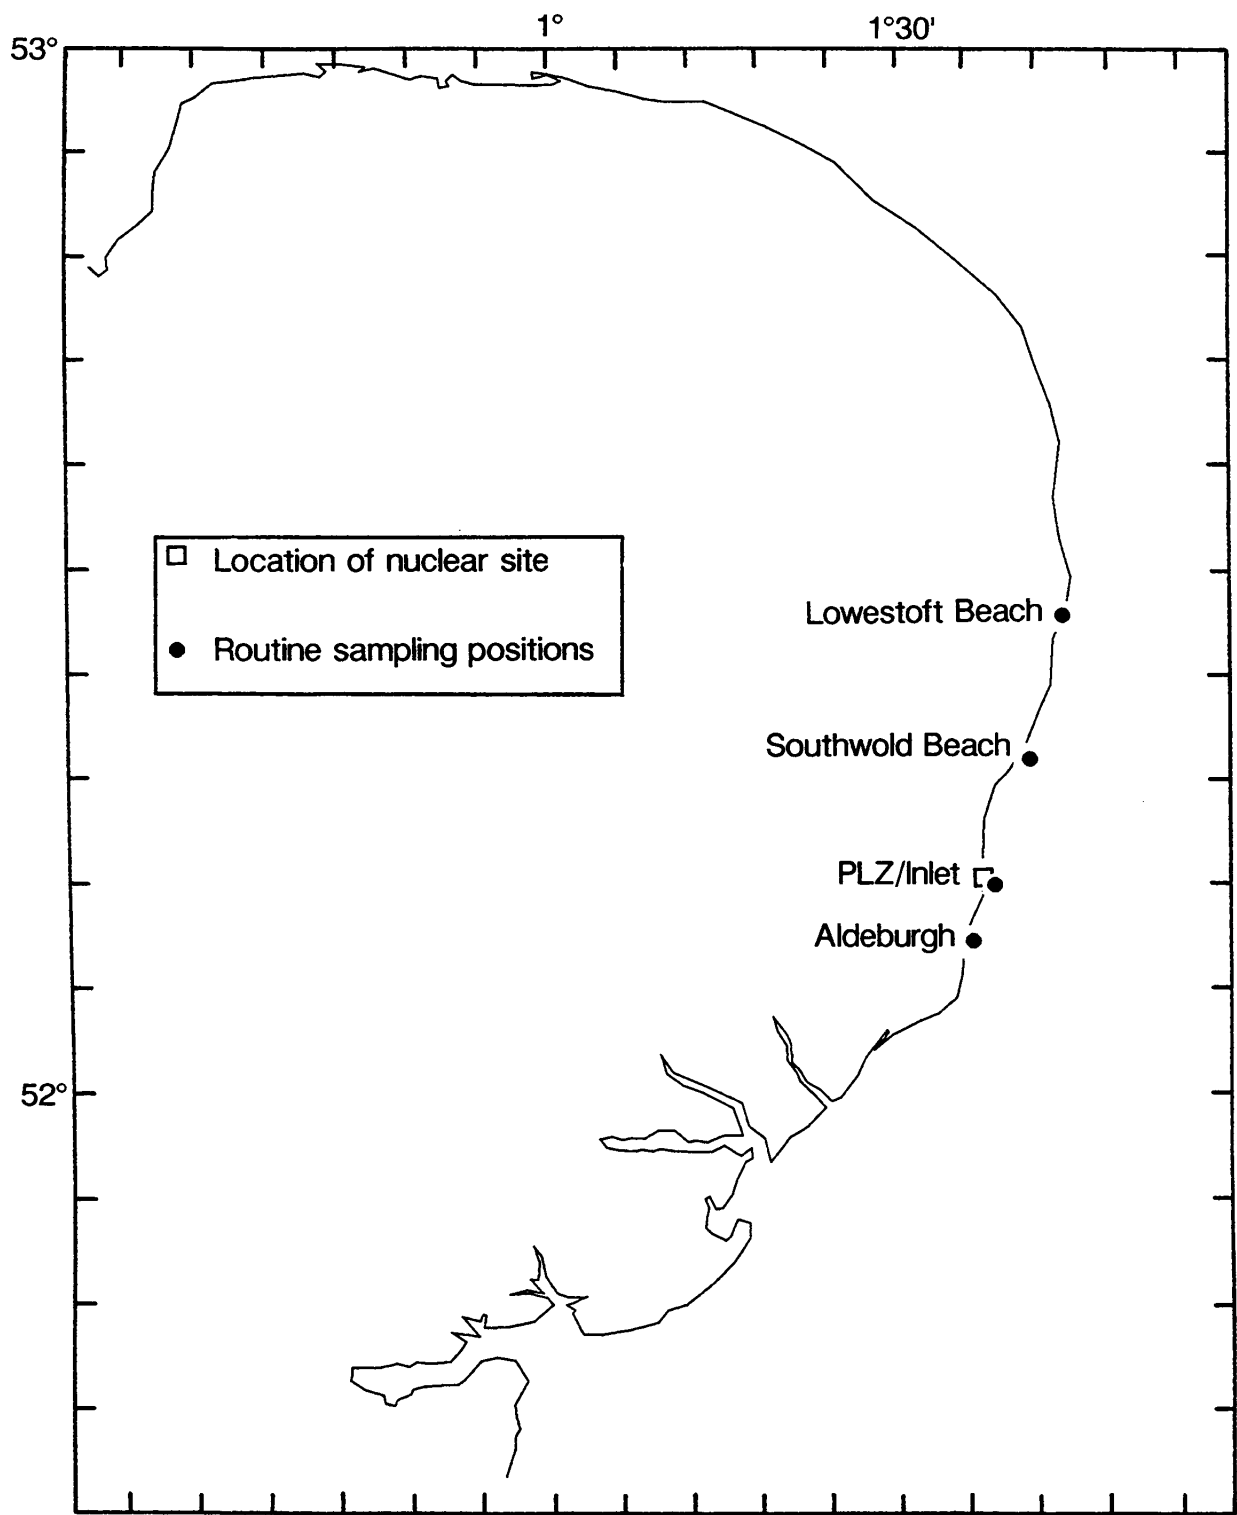 1°
1°30'
53°
Location of nuclear site
Routine sampling positions
Lowestoft Beach
Southwold Beach
PLZ/Inlet
Aldeburgh
52°